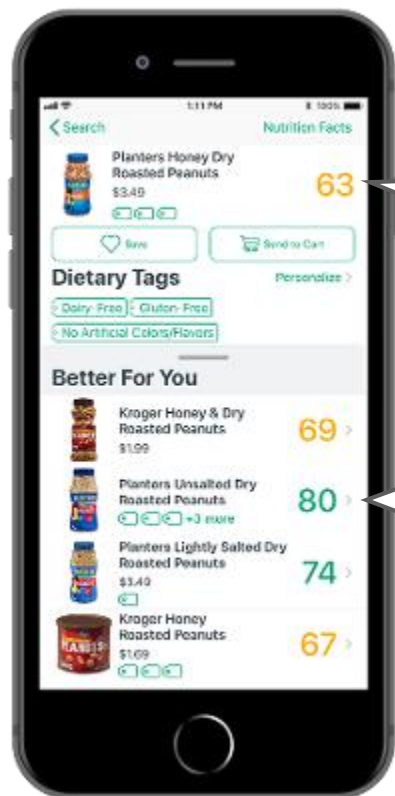 1:11 PM
100%
Search
Nutrition Facts
Planters Honey Dry
Roasted Peanuts
$3.49
63
Save
Send to Cart
Dietary Tags
Personalize
Dairy-Free
Gluten-Free
No Artificial Colors/Flavors
Better For You
Kroger Honey & Dry
Roasted Peanuts
$1.99
69
Planters Unsalted Dry
Roasted Peanuts
+3 more
80
Planters Lightly Salted Dry
Roasted Peanuts
$3.49
74
Kroger Honey
Roasted Peanuts
$1.69
67
PEANUTS